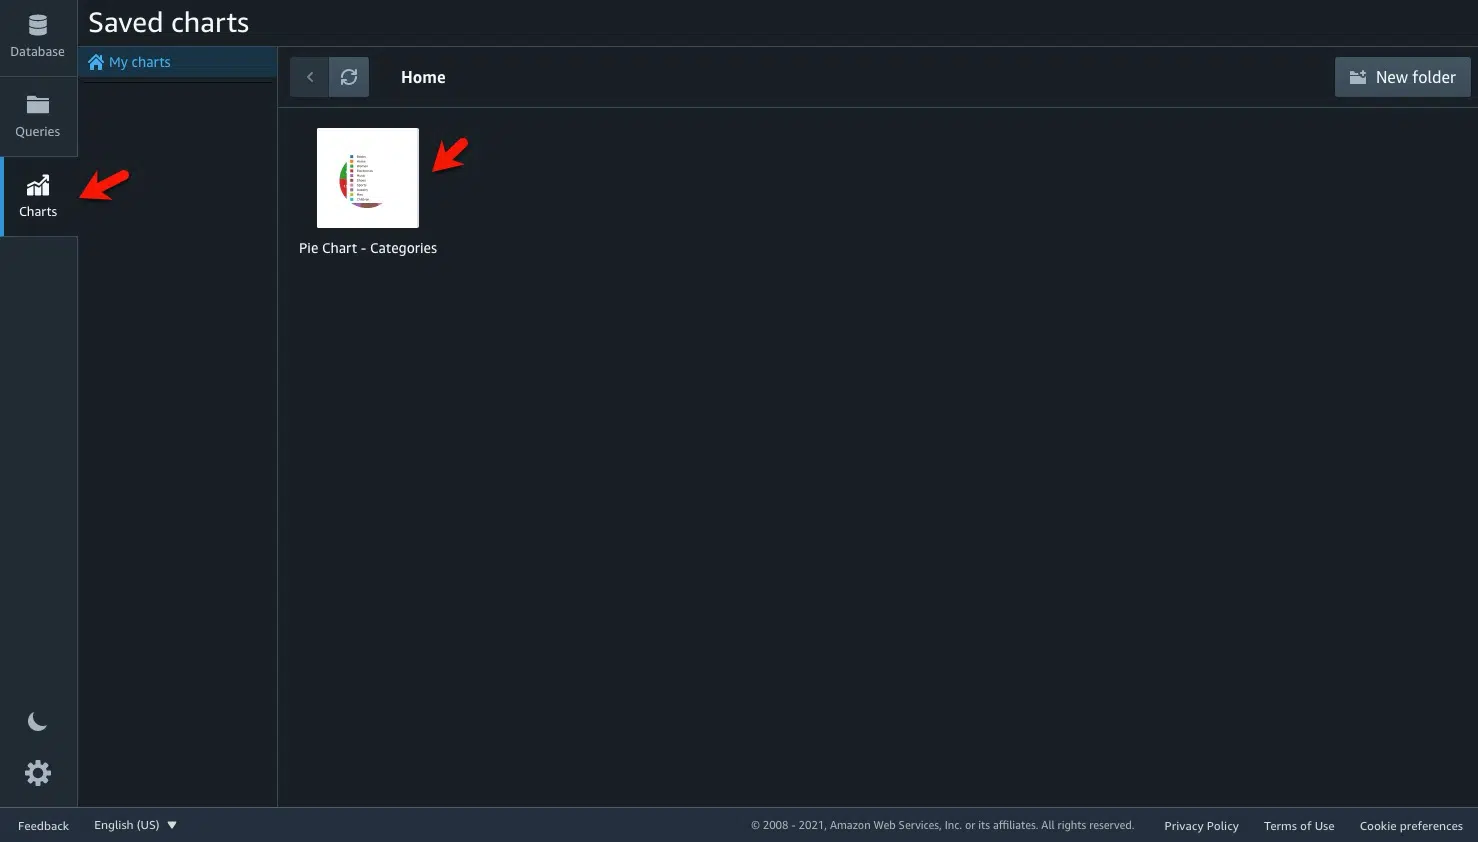 Saved charts
Database
My charts
Home
New folder
Queries
Charts
Pie Chart - Categories
Feedback
English (US)
© 2008 - 2021, Amazon Web Services, Inc. or its affiliates. All rights reserved.
Privacy Policy
Terms of Use
Cookie preferences